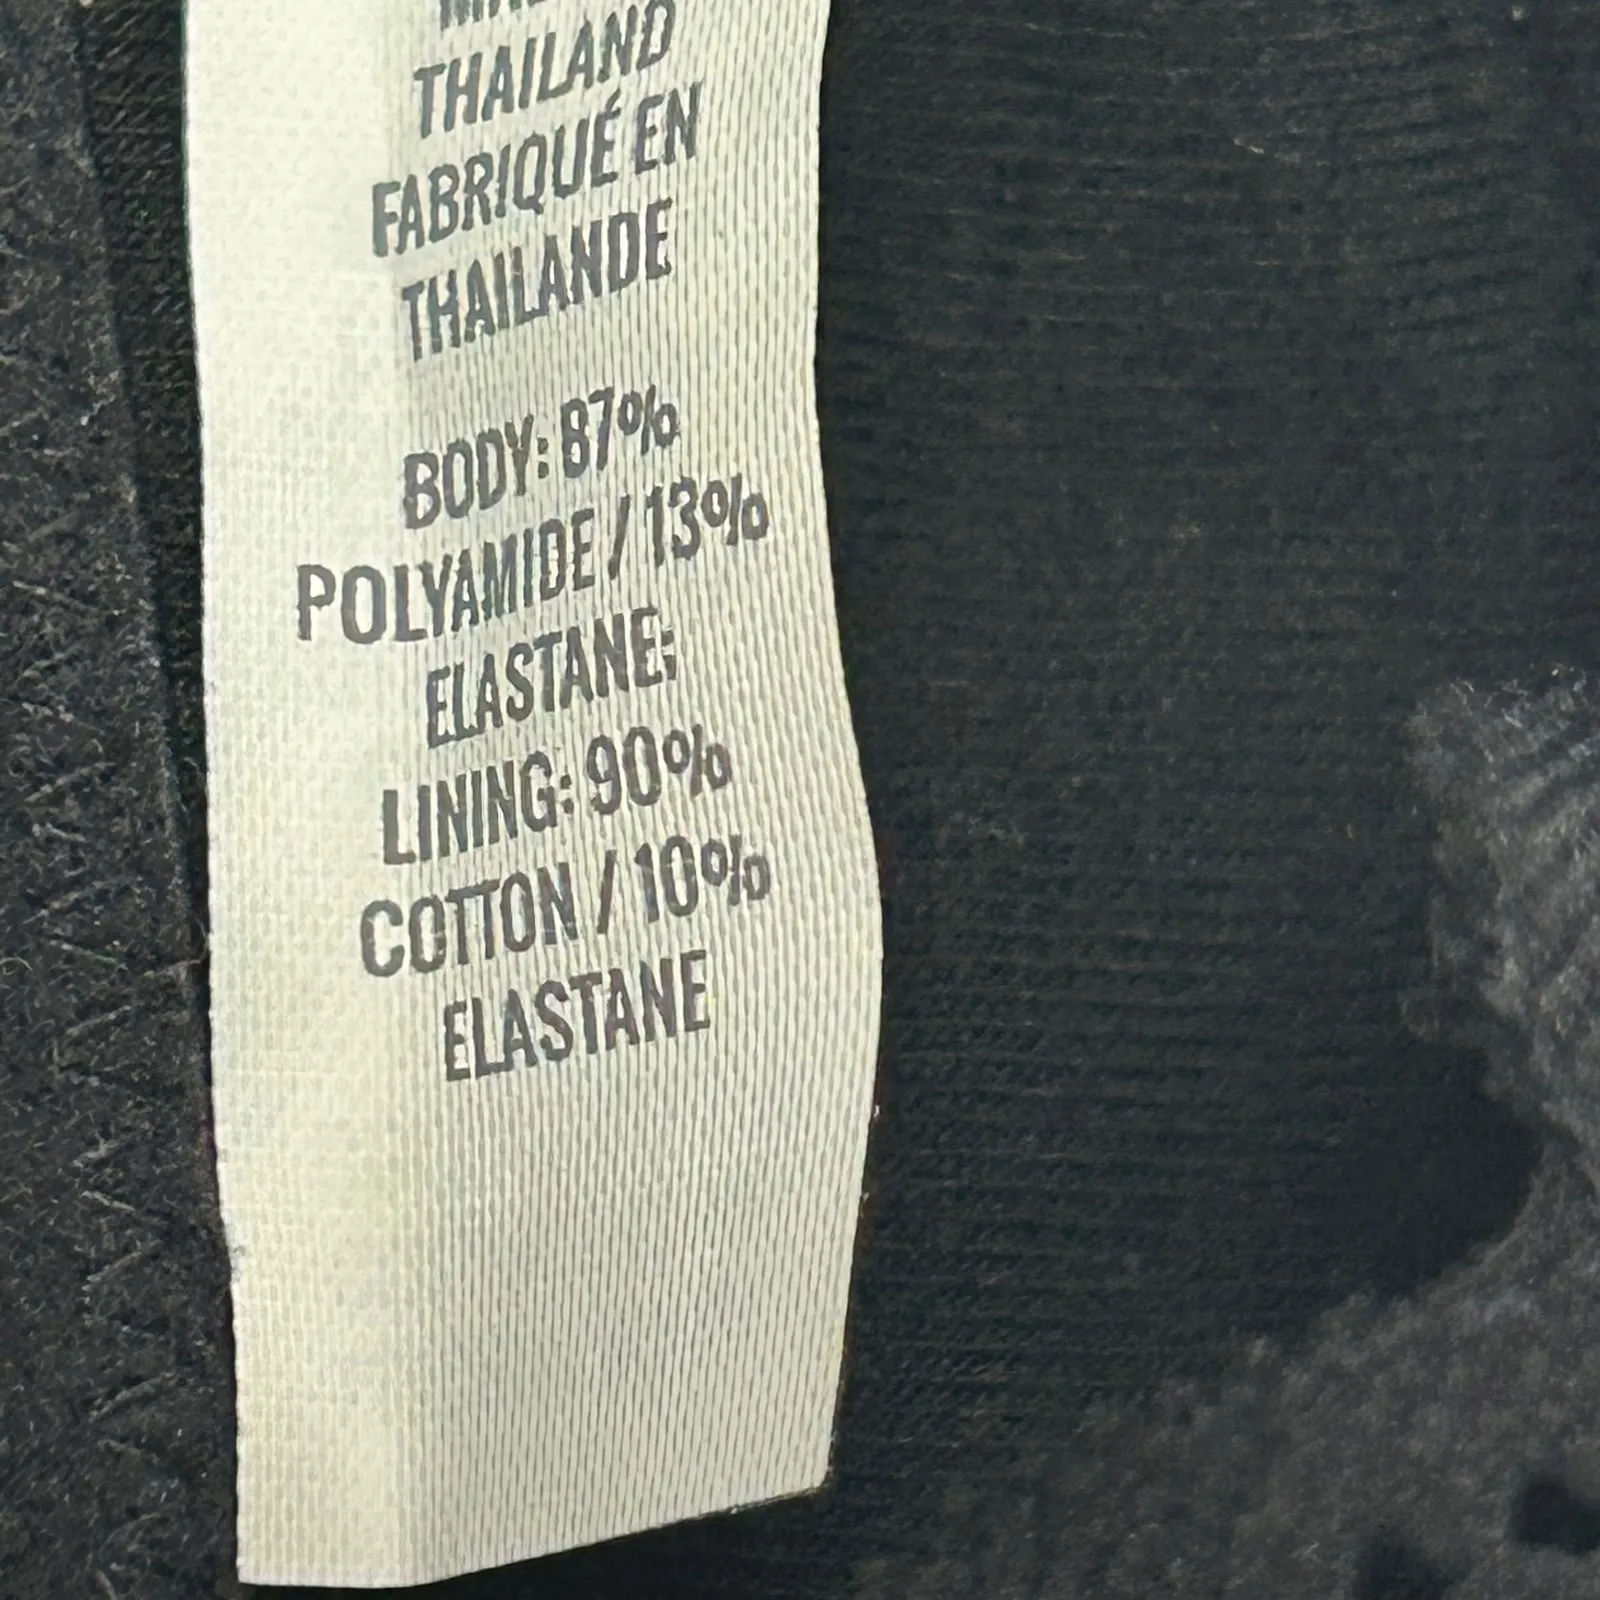 THAILAND
FABRIQUÉ EN
THAILANDE
BODY: 87%
POLYAMIDE / 13%
ELASTANE;
LINING: 90%
COTTON / 10%
ELASTANE